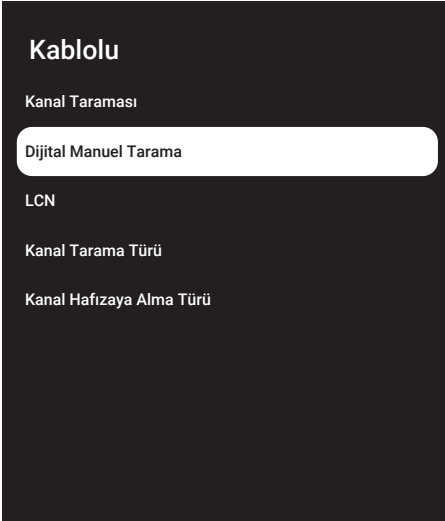 Kablolu
Kanal Taraması
Dijital Manuel Tarama
LCN
Kanal Tarama Türü
Kanal Hafızaya Alma Türü